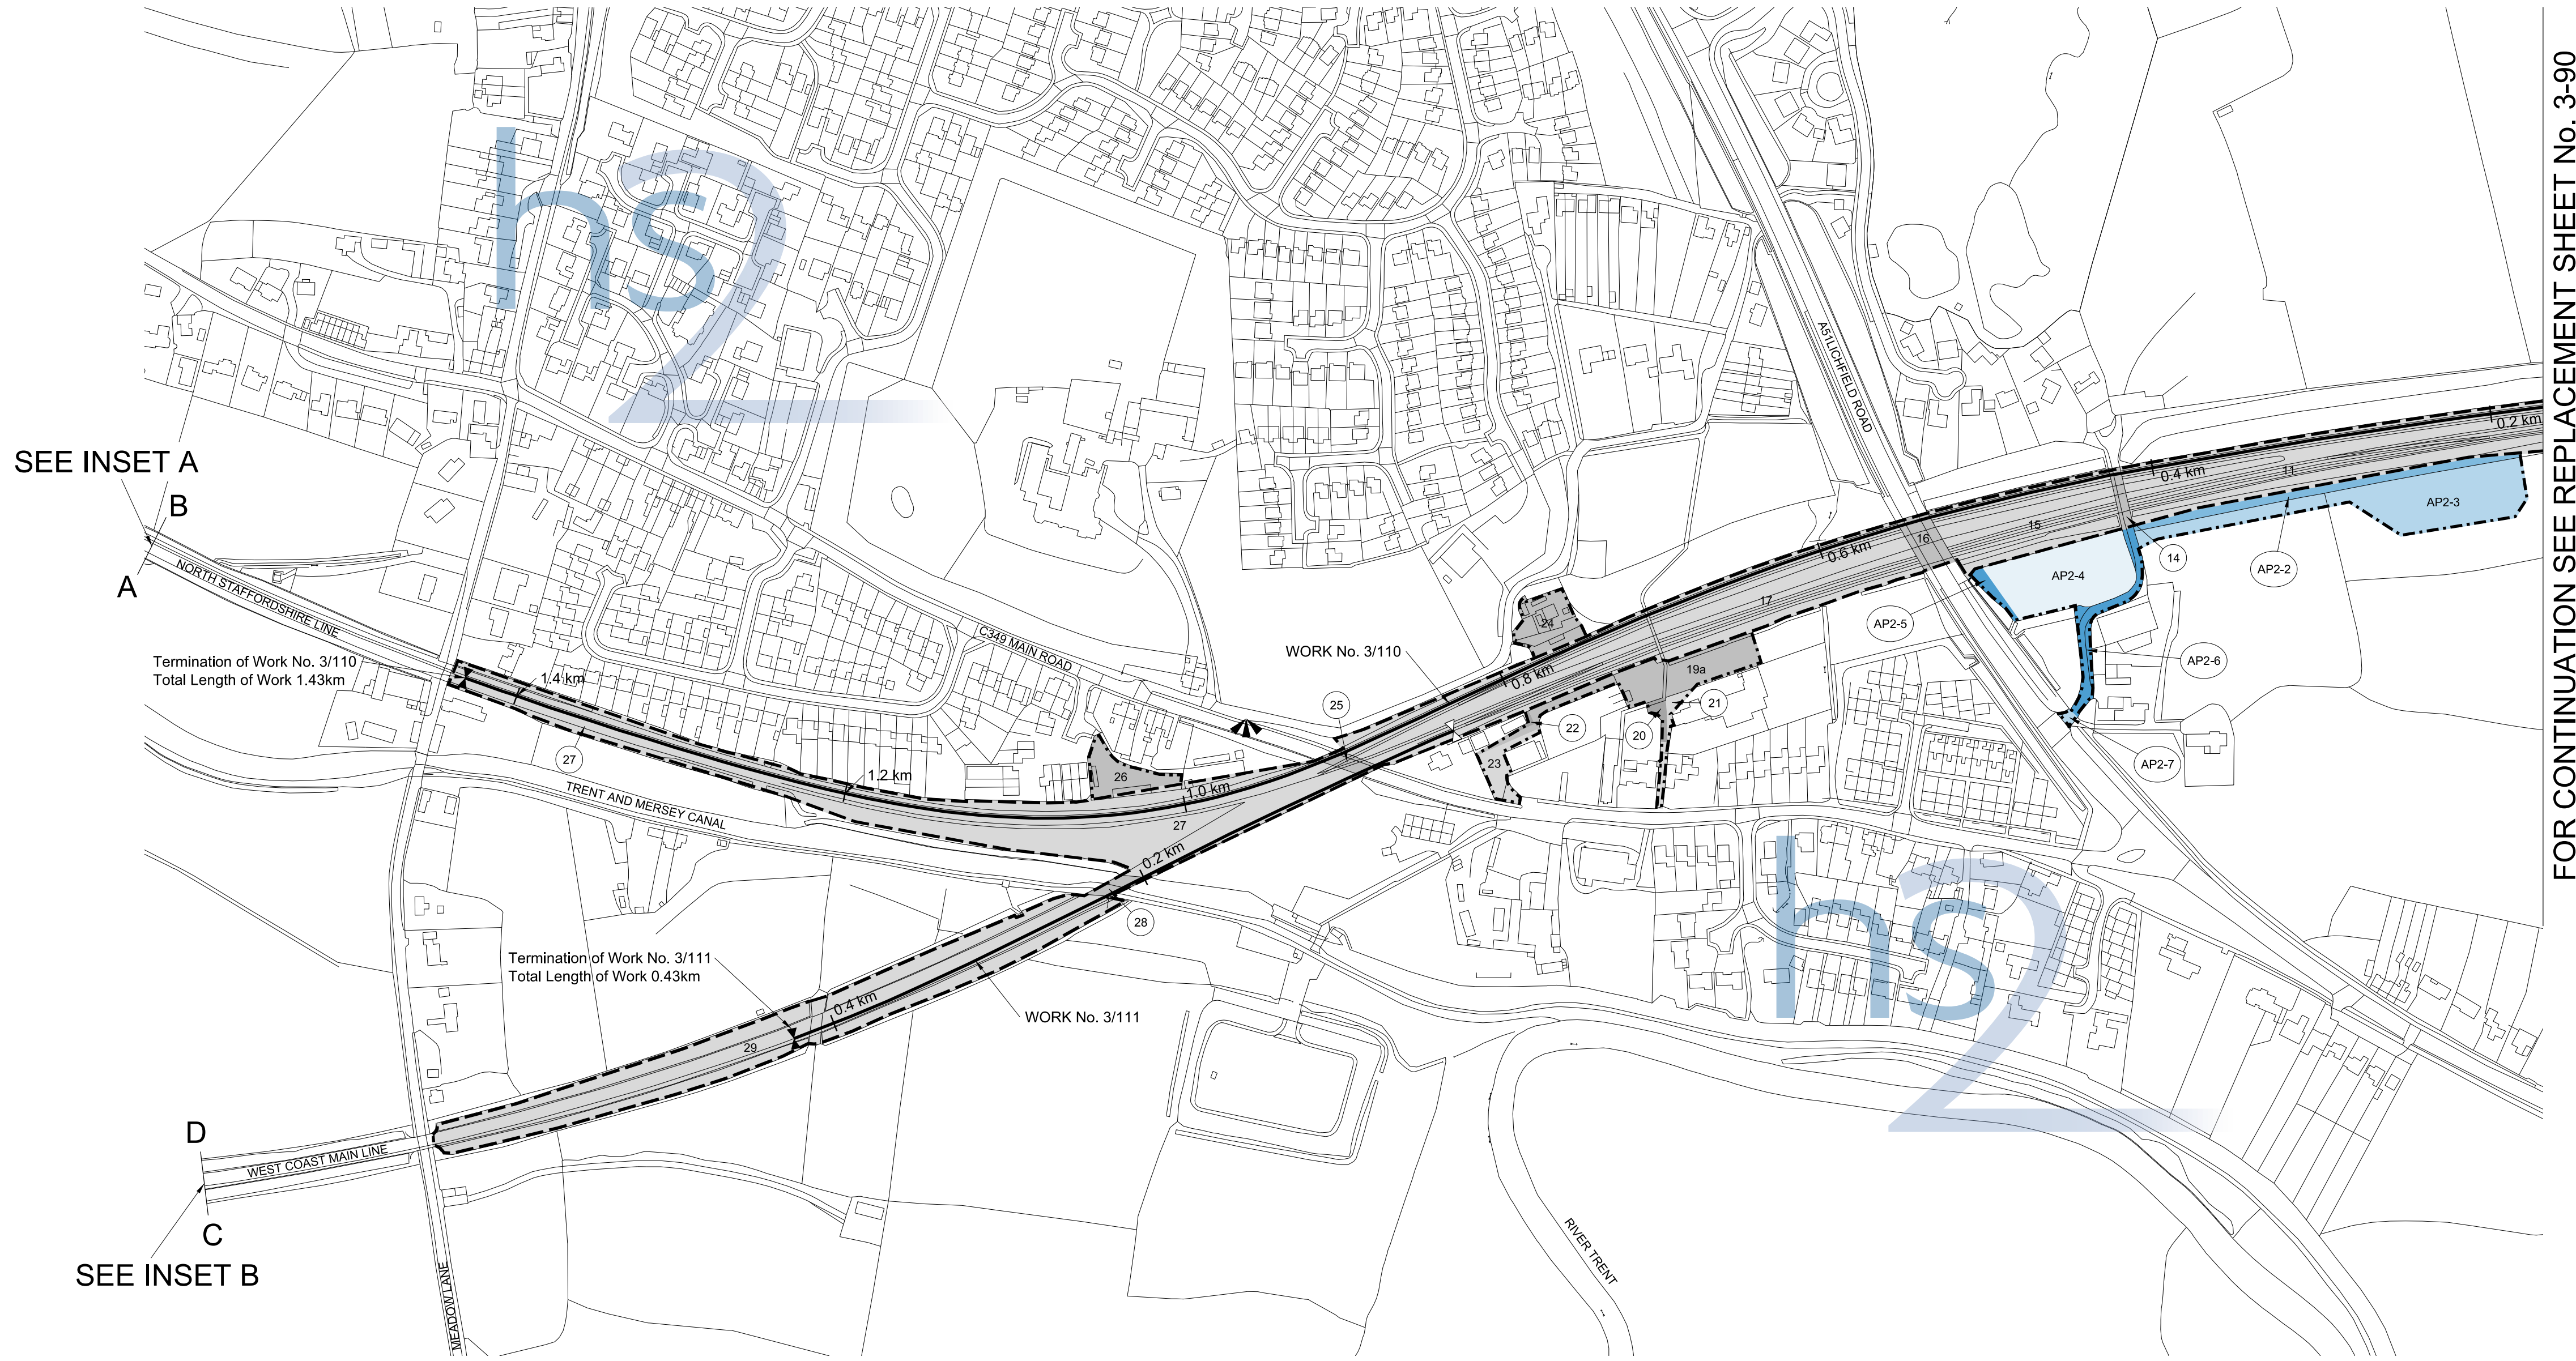 FOR CONTINUATION SEE REPLACEMENT SHEET No. 3-90
hs2
A51LICHFIELD ROAD
0.2 km
0.4 km
11
AP2-3
SEE INSET A
B
A
NORTH STAFFORDSHIRE LINE
15
16
0.6 km
14
AP2-2
AP2-4
AP2-5
17
24
C349 MAIN ROAD
WORK No. 3/110
AP2-6
Termination of Work No. 3/110
Total Length of Work 1.43km
1.4 km
0.8 km
19a
25
22
20
21
27
23
26
1.2 km
1.0 km
AP2-7
TRENT AND MERSEY CANAL
27
0.2 km
28
hs2
Termination of Work No. 3/111
Total Length of Work 0.43km
0.4 km
WORK No. 3/111
29
D
WEST COAST MAIN LINE
C
SEE INSET B
RIVER TRENT
MEADOW LANE